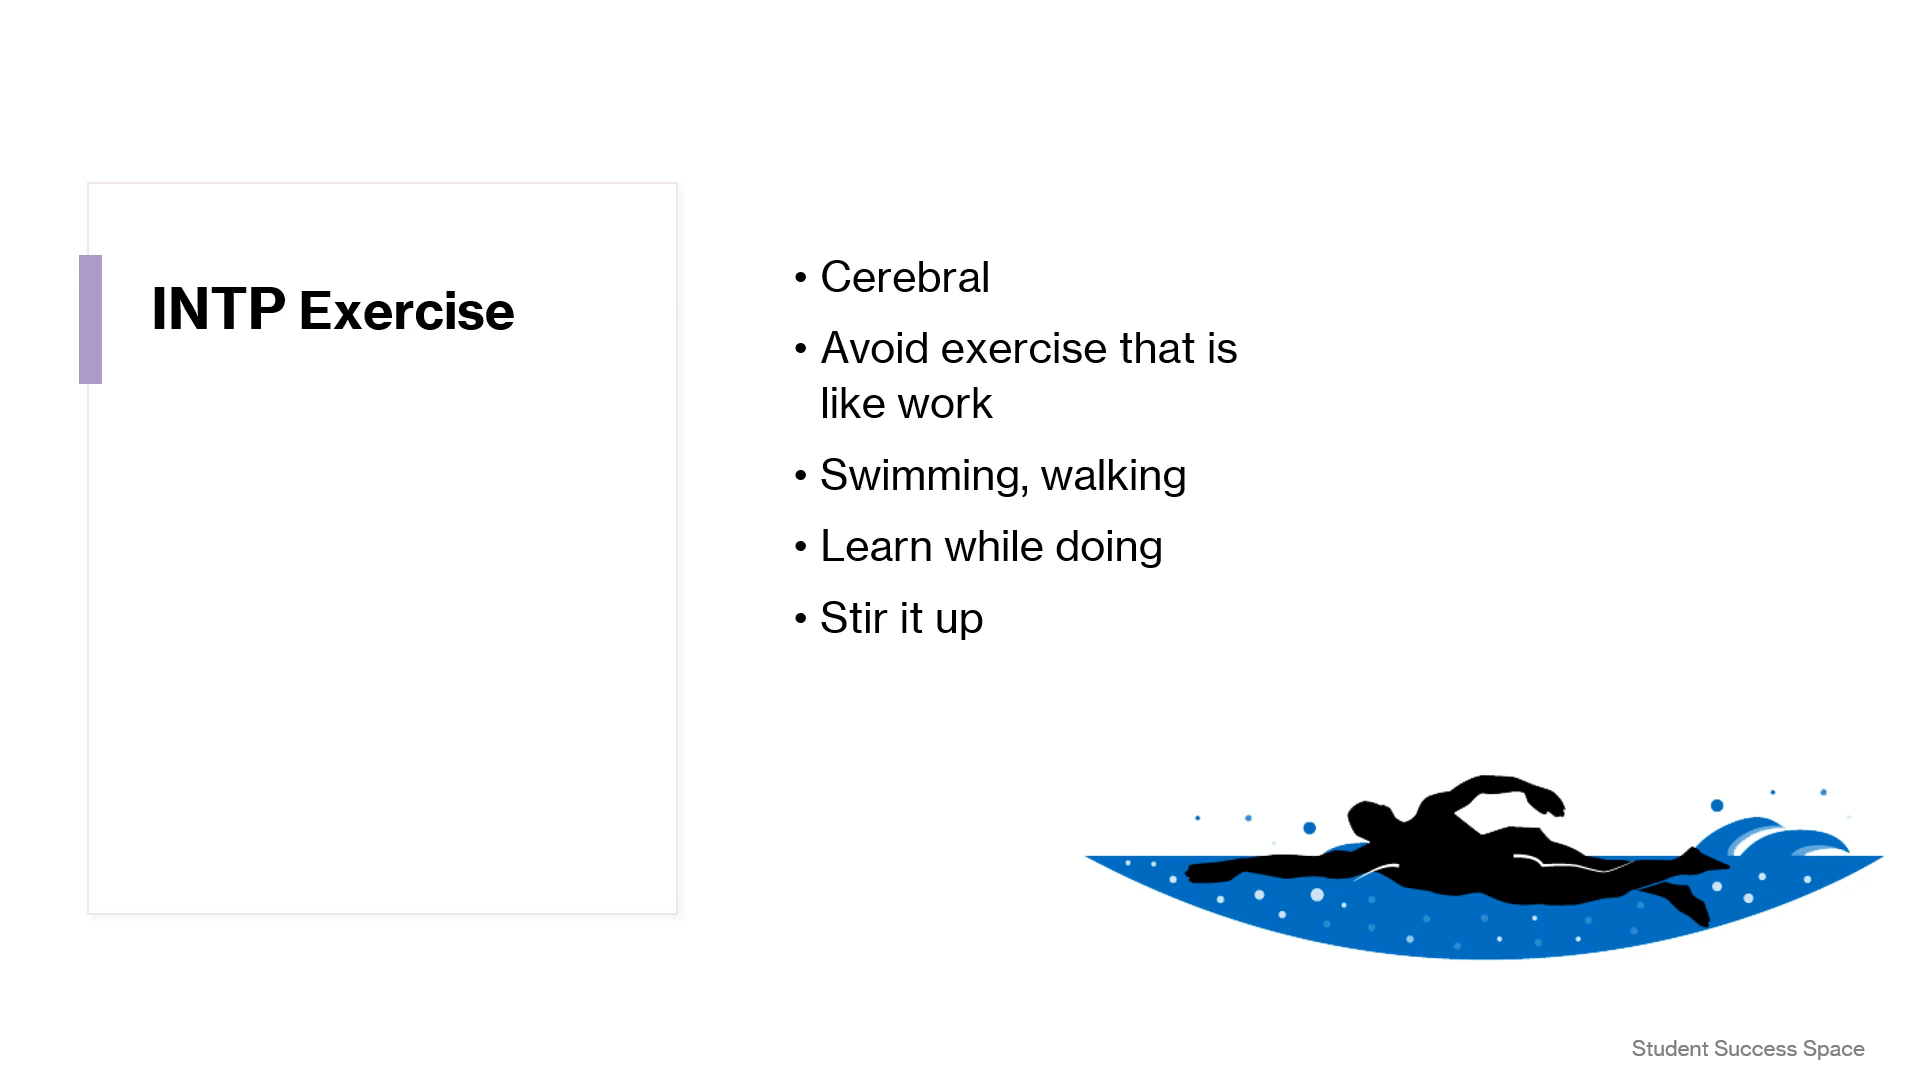 INTP Exercise
• Cerebral
• Avoid exercise that is
like work
• Swimming, walking
• Learn while doing
• Stir it up
Student Success Space